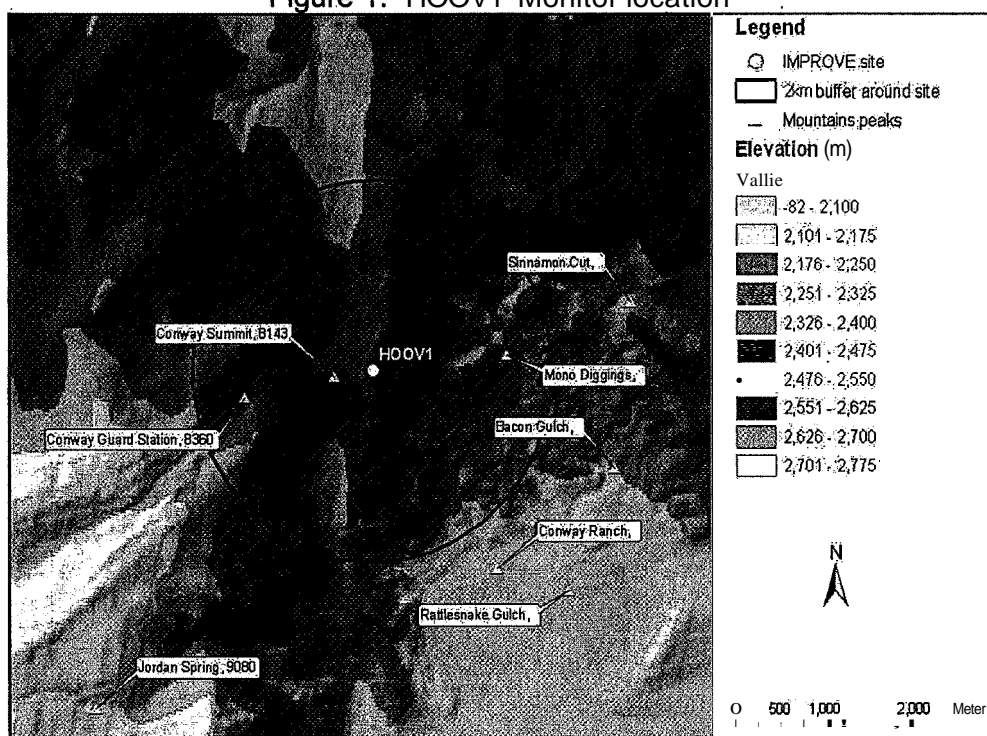 Figure 1. HOOV1 Monitor location
Legend
IMPROVE site
2km buffer around site
Mountains peaks
Elevation (m)
Vallie
-82 - 2,100
2,101 - 2,175
2,176 - 2,250
2,251 - 2,325
2,326 - 2,400
2,401 - 2,475
2,476 - 2,550
2,551 - 2,625
2,626 - 2,700
2,701 - 2,775
N
O 500 1,000 2,000 Meter
Sinnamon Cut,
Conway Summit, 8143
HOOV1
Mono Diggings,
Conway Guard Station, 8360
Bacon Gulch,
Conway Ranch,
Rattlesnake Gulch,
Jordan Spring, 9080